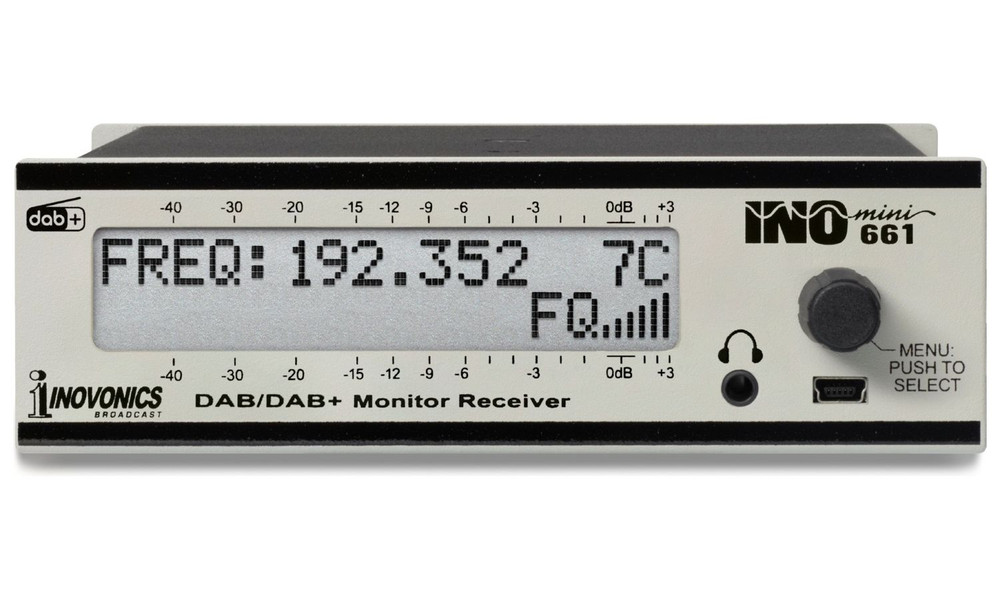 dab+
-40 -30 -20 -15 -12 -9 -6 -3 0dB +3
INO mini 661
FREQ: 192.352 7C
FQ
MENU:
PUSH TO
SELECT
-40 -30 -20 -15 -12 -9 -6 -3 0dB +3
INOVONICS
BROADCAST
DAB/DAB+ Monitor Receiver